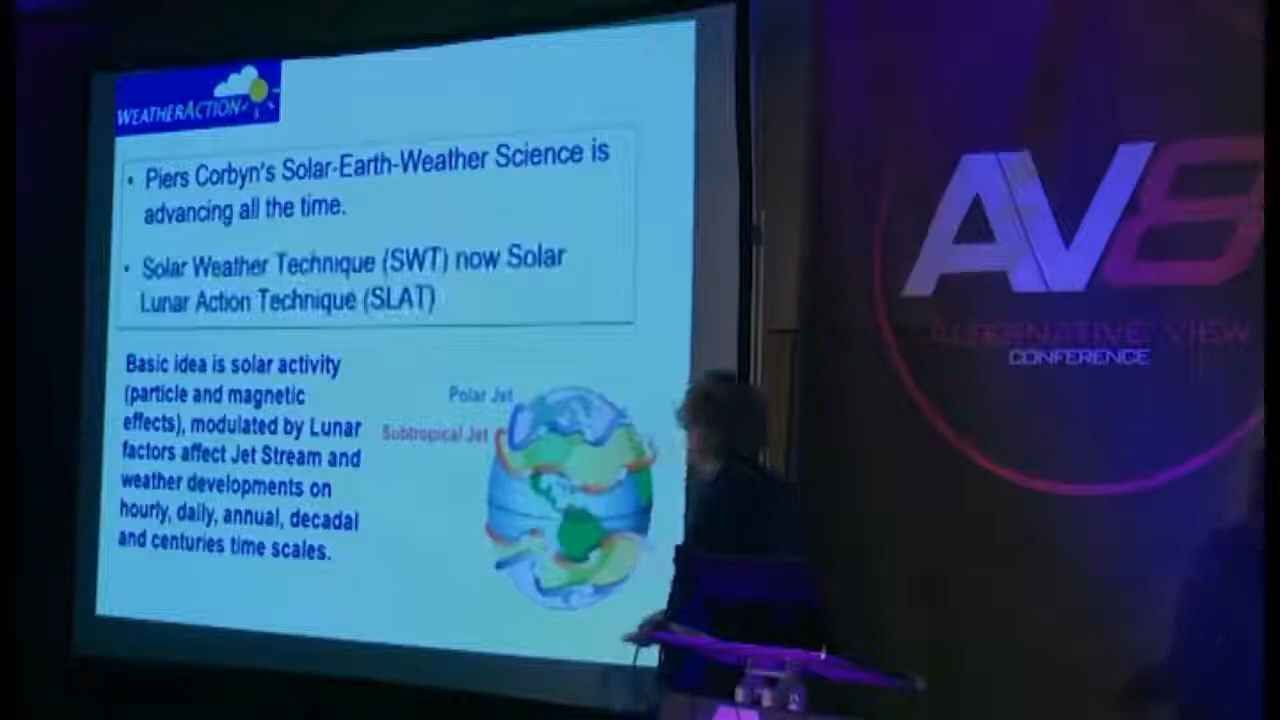 WEATHERACTION
• Piers Corbyn's Solar-Earth-Weather Science is
advancing all the time.
• Solar Weather Technique (SWT) now Solar
Lunar Action Technique (SLAT)
Basic idea is solar activity
(particle and magnetic
effects), modulated by Lunar
factors affect Jet Stream and
weather developments on
hourly, daily, annual, decadal
and centuries time scales.
Polar Jet
Subtropical Jet
AV8
ALTERNATIVE VIEW
CONFERENCE